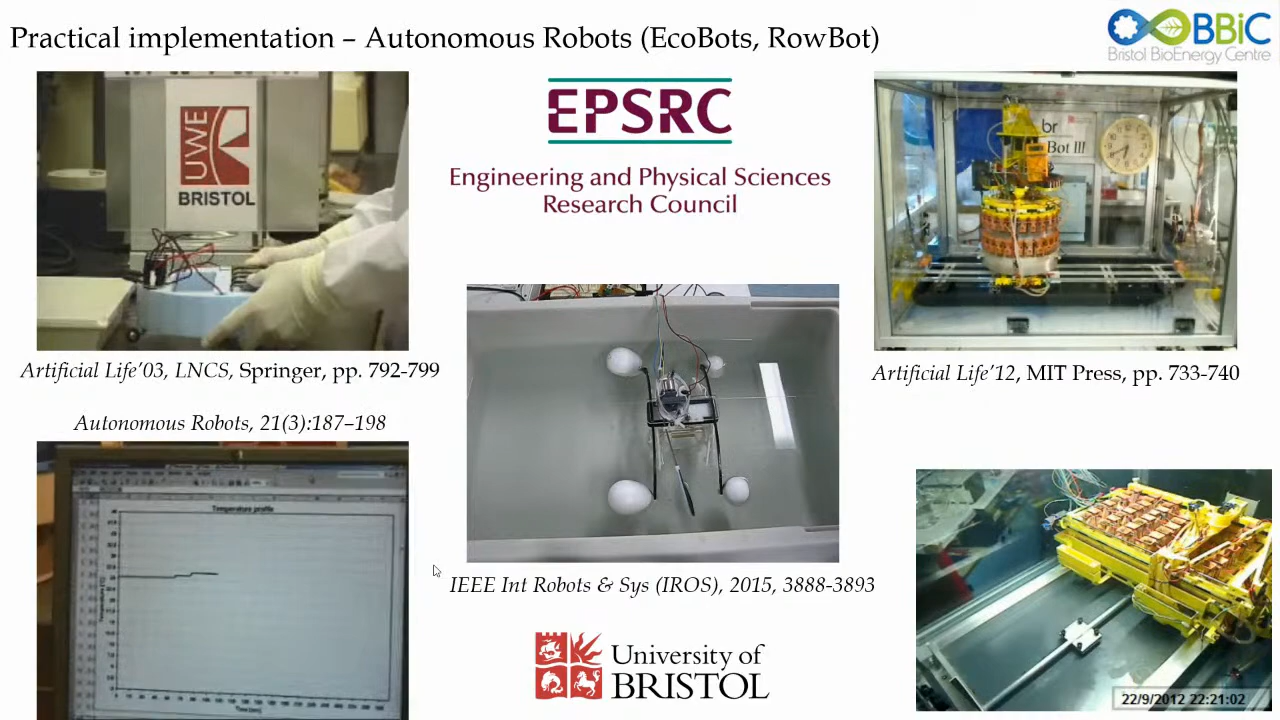 Practical implementation – Autonomous Robots (EcoBots, RowBot)
BBiC
Bristol BioEnergy Centre
UWE
BRISTOL
EPSRC
Engineering and Physical Sciences
Research Council
br
Bot III
Artificial Life’03, LNCS, Springer, pp. 792-799
Artificial Life’12, MIT Press, pp. 733-740
Autonomous Robots, 21(3):187–198
Temperature profile
IEEE Int Robots & Sys (IROS), 2015, 3888-3893
University of
BRISTOL
22/9/2012 22:21:02